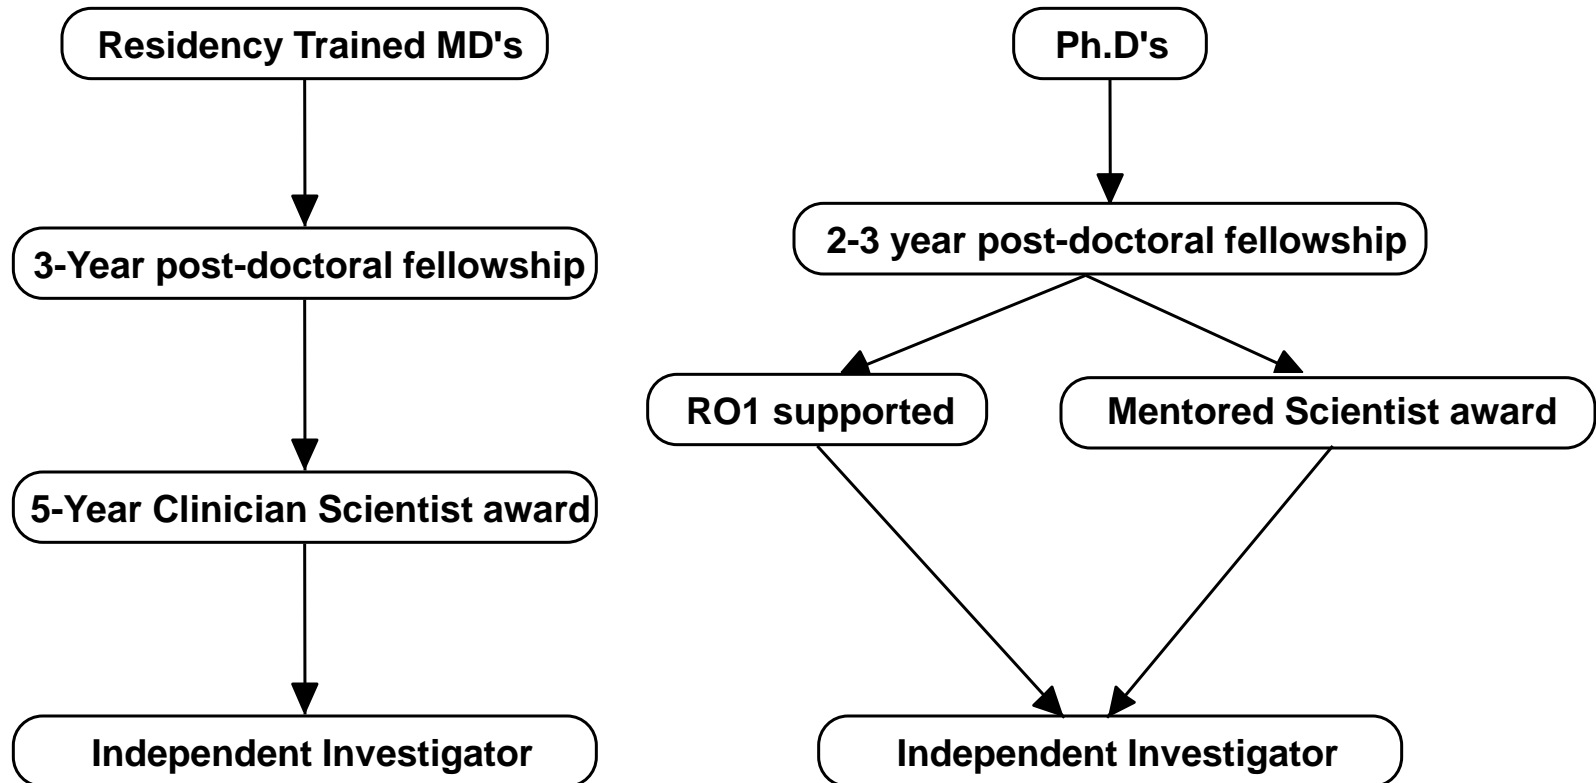 Residency Trained MD's
Ph.D's
3-Year post-doctoral fellowship
2-3 year post-doctoral fellowship
RO1 supported
Mentored Scientist award
5-Year Clinician Scientist award
Independent Investigator
Independent Investigator